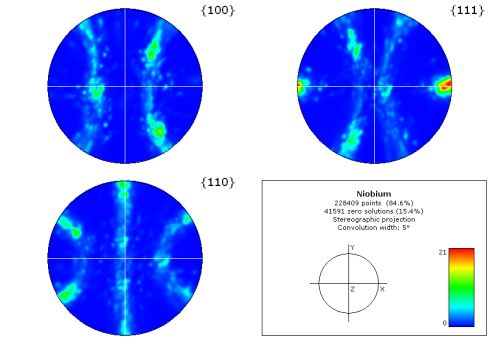 {100}
{111}
{110}
Niobium
228409 points (84.6%)
41591 zero solutions (15.4%)
Stereographic projection
Convolution width: 5°
Y
Z
X
21
0